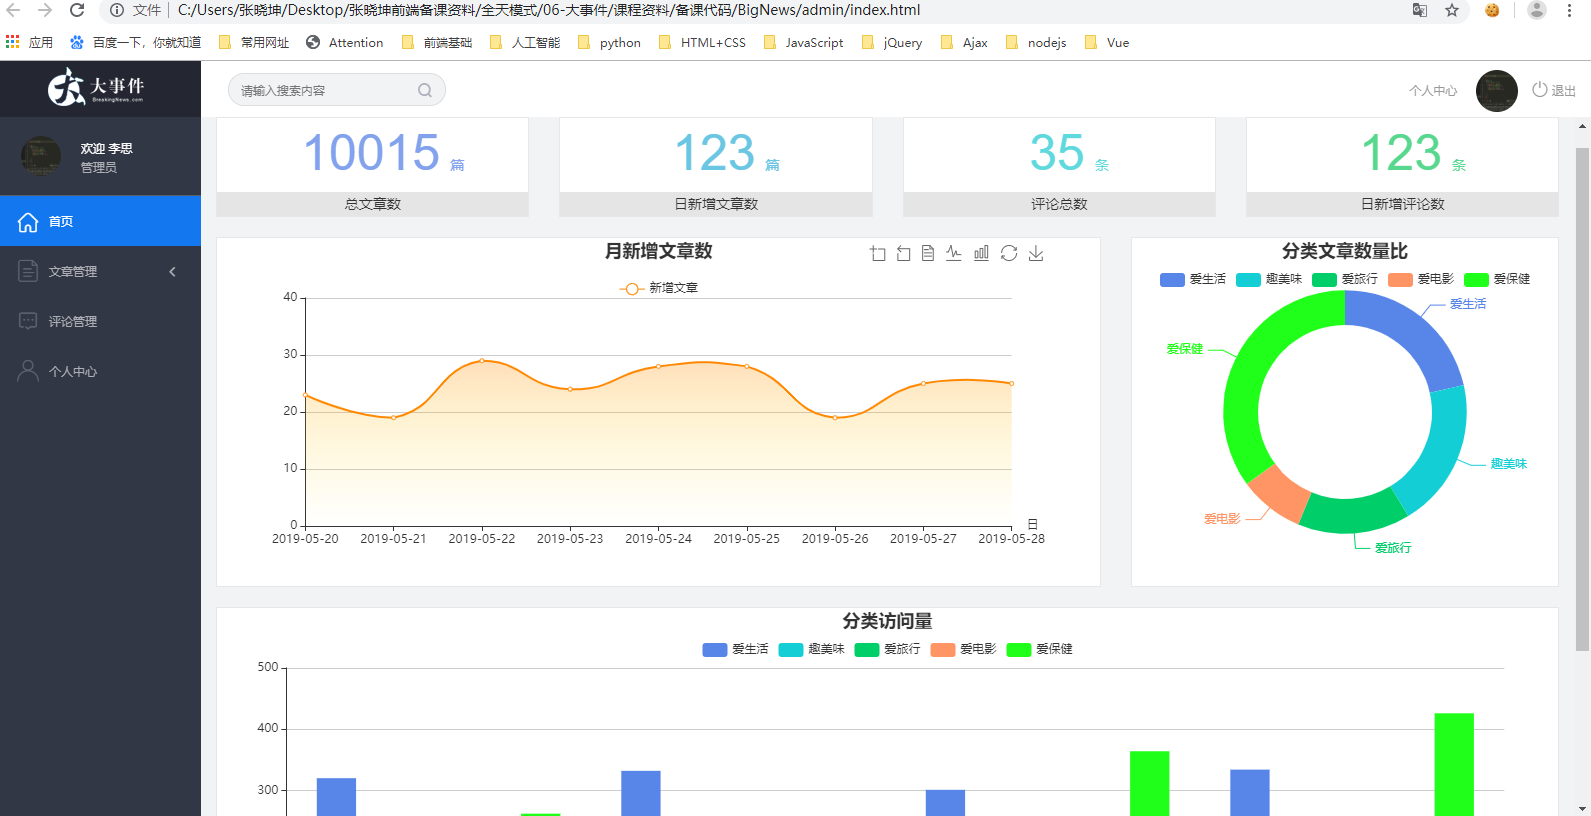 文件 C:/Users/张晓坤/Desktop/张晓坤前端备课资料/全天模式/06-大事件/课程资料/备课代码/BigNews/admin/index.html
应用 百度一下，你就知道 常用网址 Attention 前端基础 人工智能 python HTML+CSS JavaScript jQuery Ajax nodejs Vue
大事件
BreakingNews.com
请输入搜索内容
个人中心 退出
欢迎 李思
管理员
首页
文章管理
评论管理
个人中心
10015 篇
总文章数
123 篇
日新增文章数
35 条
评论总数
123 条
日新增评论数
月新增文章数
新增文章
40
30
20
10
0
日
2019-05-20 2019-05-21 2019-05-22 2019-05-23 2019-05-24 2019-05-25 2019-05-26 2019-05-27 2019-05-28
分类文章数量比
爱生活 趣美味 爱旅行 爱电影 爱保健
爱生活
爱保健
趣美味
爱电影
爱旅行
分类访问量
爱生活 趣美味 爱旅行 爱电影 爱保健
500
400
300